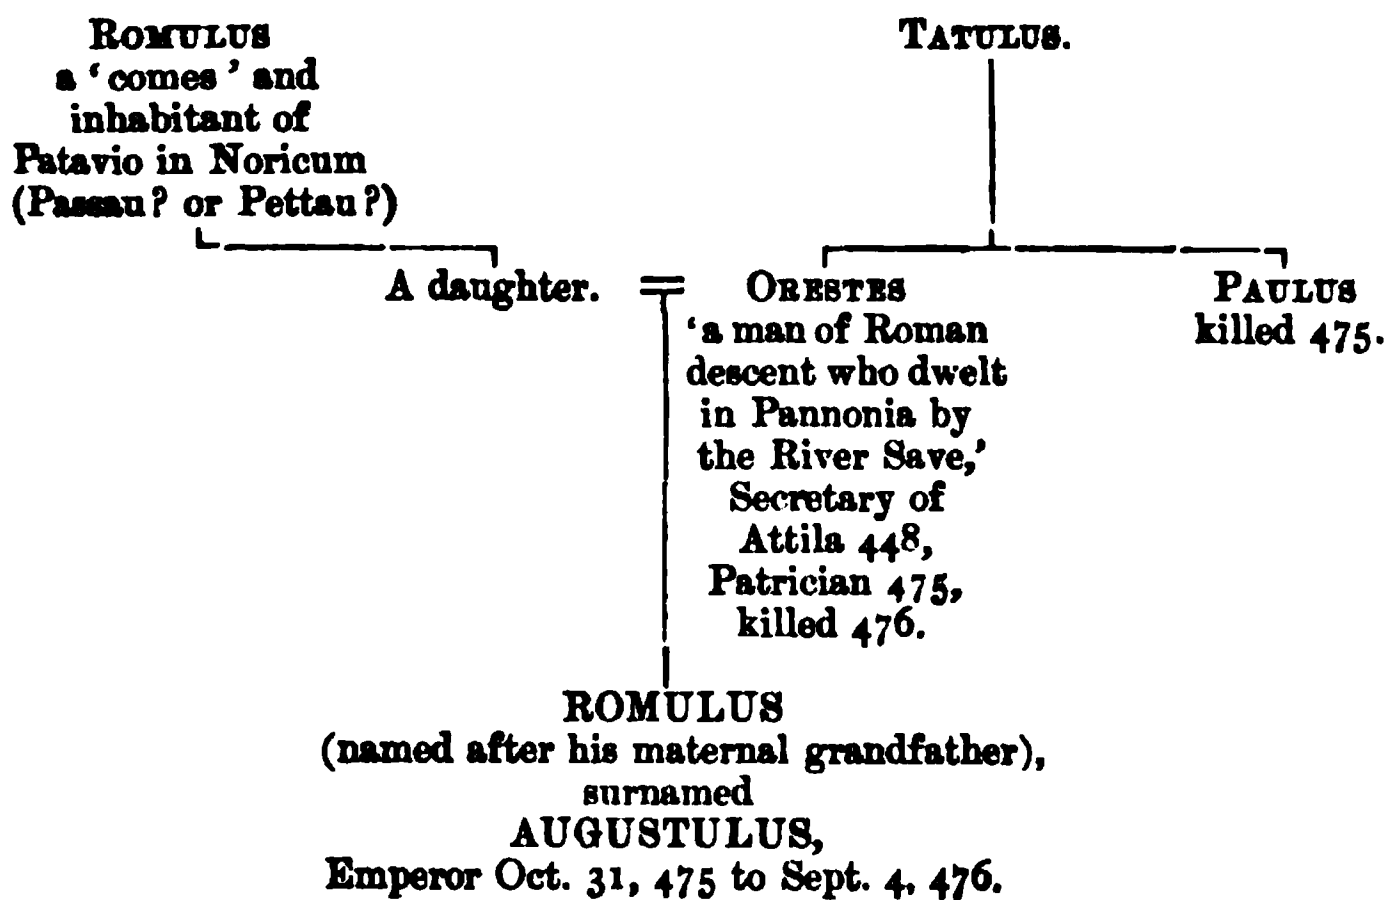 ROMULUS
a ‘comes’ and
inhabitant of
Patavio in Noricum
(Passau? or Pettau?)
TATULUS.
A daughter. =
ORESTES
‘a man of Roman
descent who dwelt
in Pannonia by
the River Save,’
Secretary of
Attila 448,
Patrician 475,
killed 476.
PAULUS
killed 475.
ROMULUS
(named after his maternal grandfather),
surnamed
AUGUSTULUS,
Emperor Oct. 31, 475 to Sept. 4, 476.